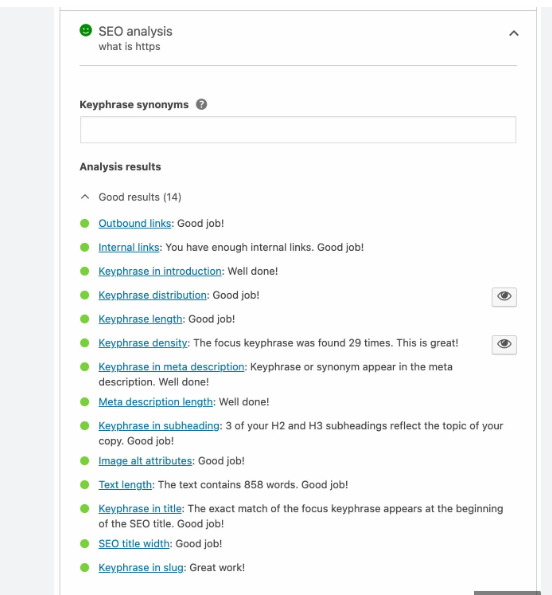 SEO analysis
what is https
Keyphrase synonyms
Analysis results
Good results (14)
Outbound links: Good job!
Internal links: You have enough internal links. Good job!
Keyphrase in introduction: Well done!
Keyphrase distribution: Good job!
Keyphrase length: Good job!
Keyphrase density: The focus keyphrase was found 29 times. This is great!
Keyphrase in meta description: Keyphrase or synonym appear in the meta
description. Well done!
Meta description length: Well done!
Keyphrase in subheading: 3 of your H2 and H3 subheadings reflect the topic of your
copy. Good job!
Image alt attributes: Good job!
Text length: The text contains 858 words. Good job!
Keyphrase in title: The exact match of the focus keyphrase appears at the beginning
of the SEO title. Good job!
SEO title width: Good job!
Keyphrase in slug: Great work!